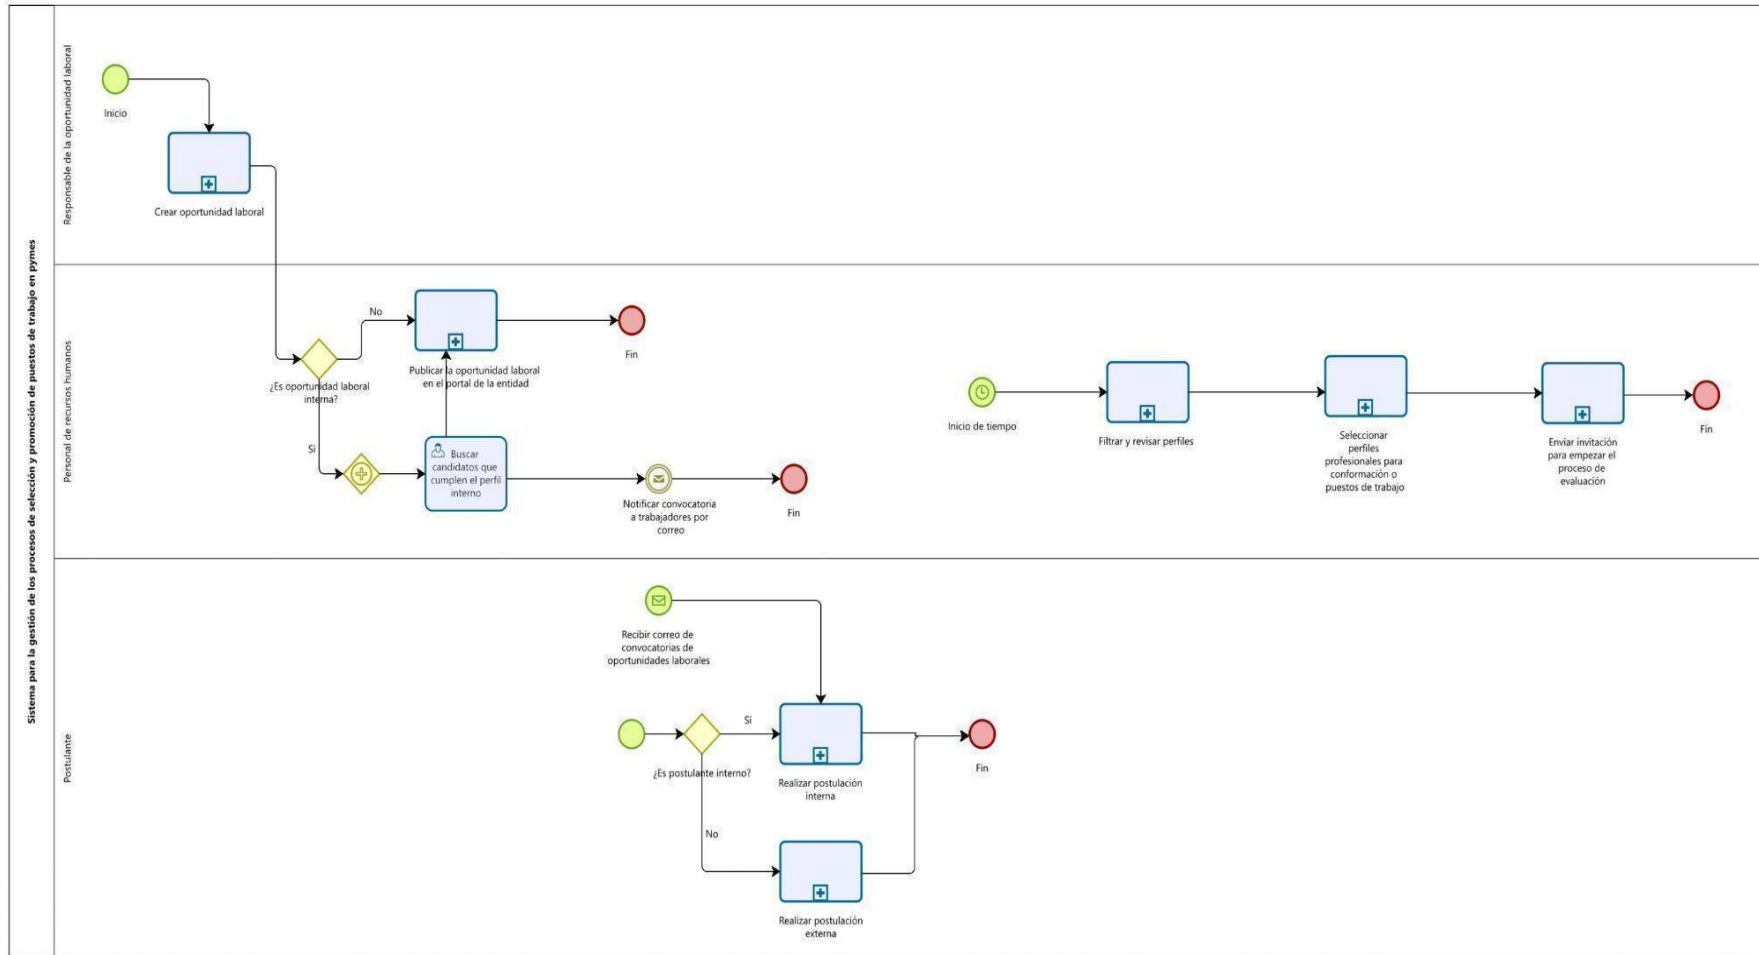 Sistema para la gestión de los procesos de selección y promoción de puestos de trabajo en pymes
Responsable de la oportunidad laboral
Inicio
Crear oportunidad laboral
Personal de recursos humanos
¿Es oportunidad laboral
interna?
No
Sí
Publicar la oportunidad laboral
en el portal de la entidad
Fin
Buscar
candidatos que
cumplen el perfil
interno
Notificar convocatoria
a trabajadores por
correo
Fin
Inicio de tiempo
Filtrar y revisar perfiles
Seleccionar
perfiles
profesionales para
conformación o
puestos de trabajo
Enviar invitación
para empezar el
proceso de
evaluación
Fin
Postulante
Recibir correo de
convocatorias de
oportunidades laborales
¿Es postulante interno?
Sí
No
Realizar postulación
interna
Realizar postulación
externa
Fin